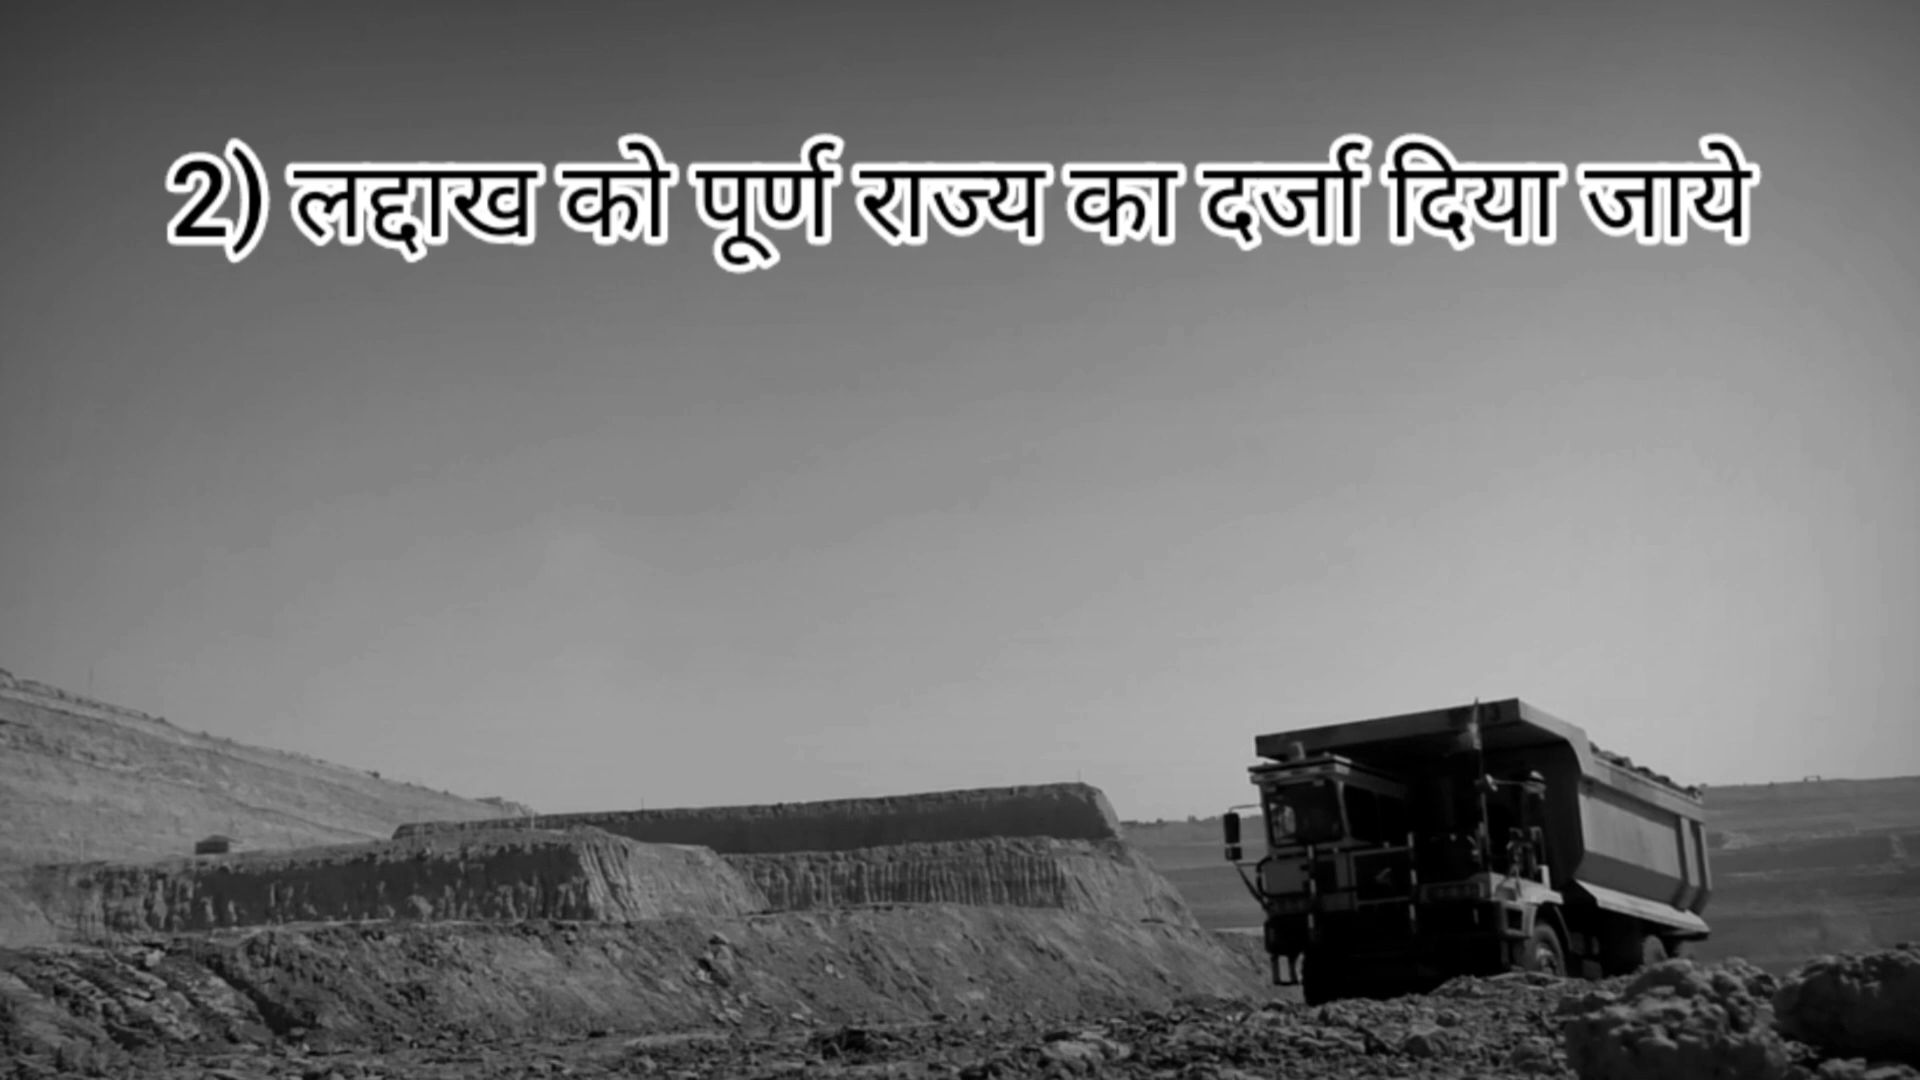 2) लद्दाख को पूर्ण राज्य का दर्जा दिया जाये